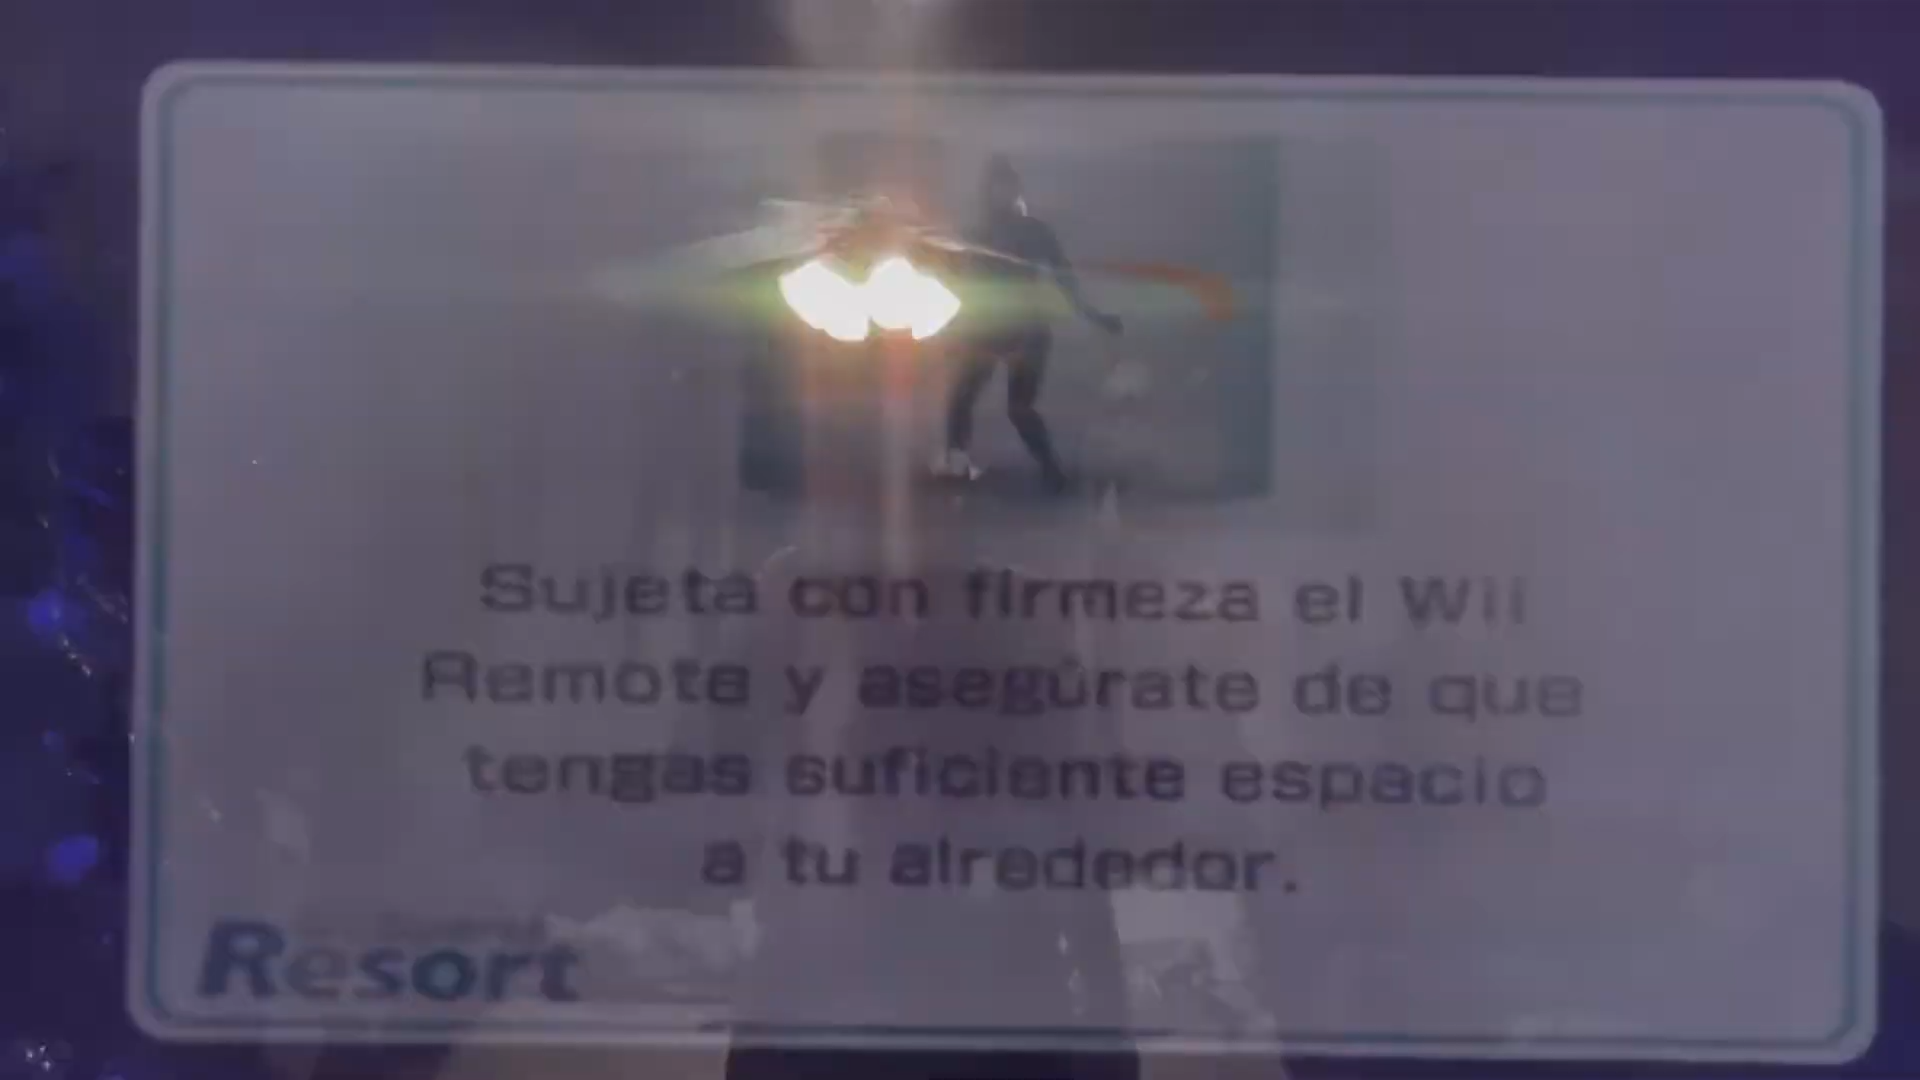 Sujeta con firmeza el Wii
Remote y asegúrate de que
tengas suficiente espacio
a tu alrededor.
Resort